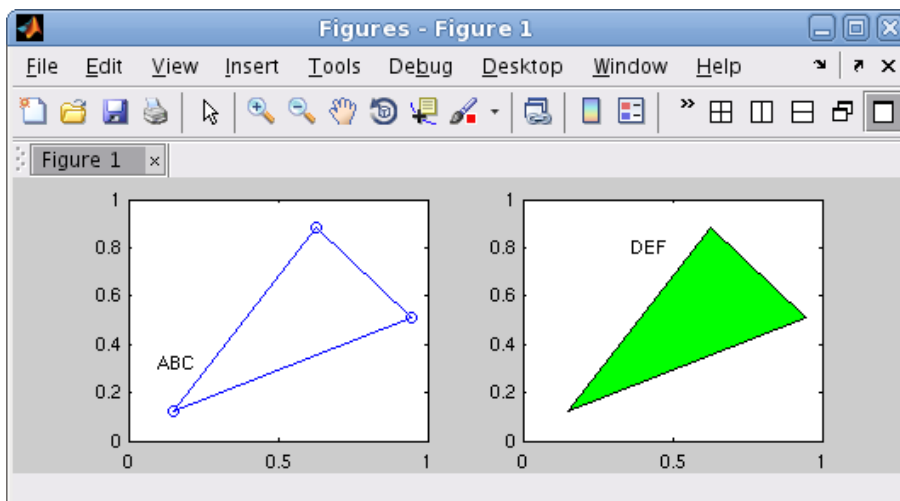 Figures - Figure 1
File Edit View Insert Tools Debug Desktop Window Help
Figure 1
1
0.8
0.6
0.4
0.2
0
0 0.5 1
ABC
1
0.8
0.6
0.4
0.2
0
0 0.5 1
DEF